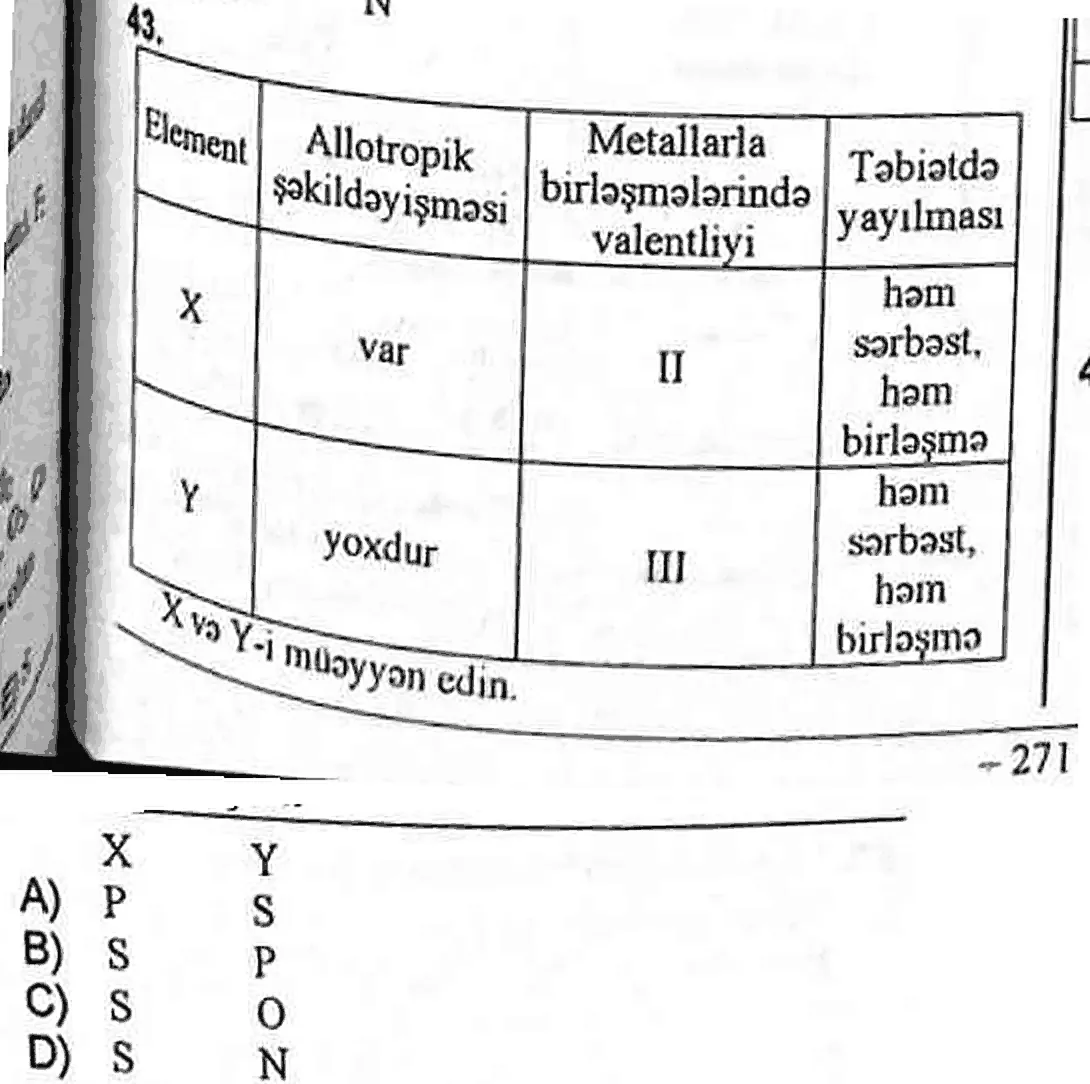 N
43.
Element
Allotropik
şəkildəyişməsi
Metallarla
birləşmələrində
valentliyi
Təbiətdə
yayılması
X
var
II
həm
sərbəst,
həm
birləşmə
Y
yoxdur
III
həm
sərbəst,
həm
birləşmə
X və Y-i müəyyən edin.
– 271
X Y
A) P S
B) S P
C) S O
D) S N